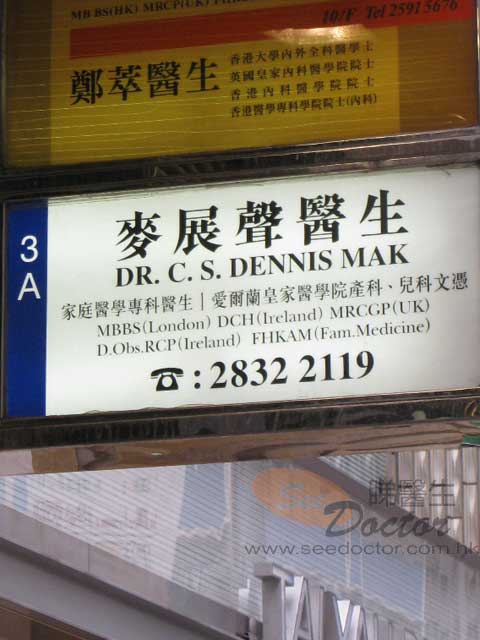 MB BS(HK) MRCP(UK)
10/F Tel 2591 5676
鄭萃醫生
香港大學內外全科醫學士
英國皇家內科醫學院院士
香港內科醫學院院士
香港醫學專科學院院士(內科)
3A
麥展聲醫生
DR. C. S. DENNIS MAK
家庭醫學專科醫生|愛爾蘭皇家醫學院產科、兒科文憑
MBBS(London) DCH(Ireland) MRCGP(UK)
D.Obs.RCP(Ireland) FHKAM(Fam.Medicine)
☎:2832 2119
睇醫生
See Doctor
www.seedoctor.com.hk